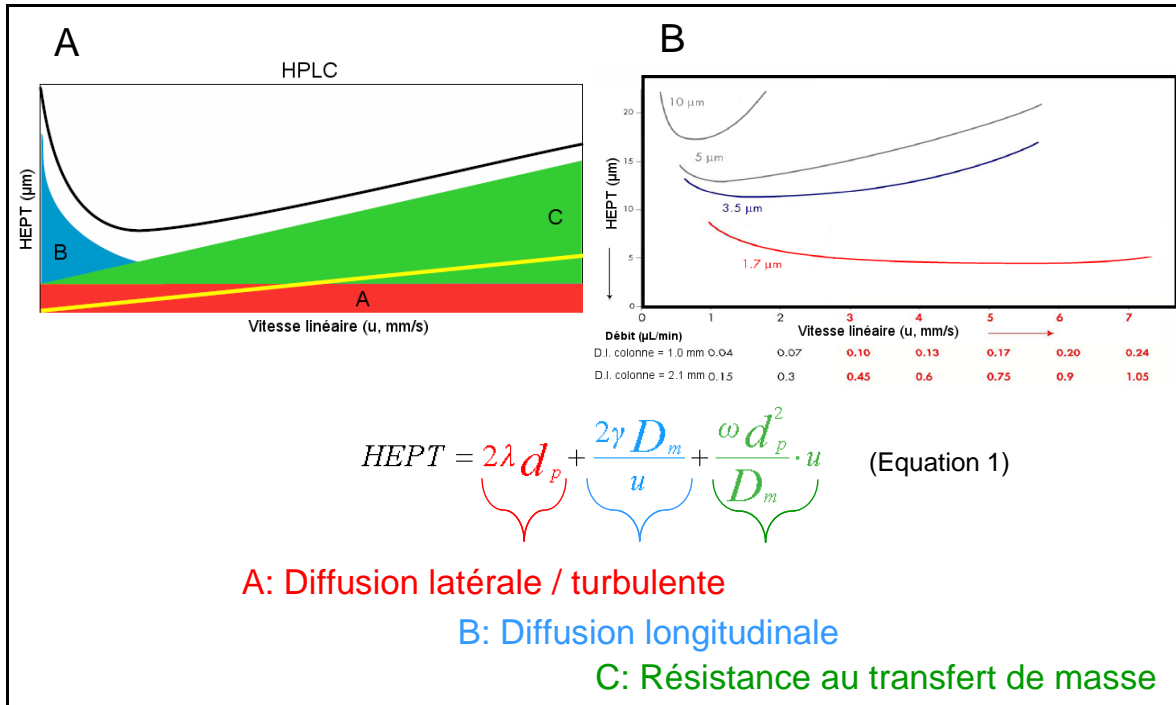 A
HPLC
HEPT (µm)
B
C
A
Vitesse linéaire (u, mm/s)
B
HEPT (µm)
20
15
10
5
0
10 µm
5 µm
3.5 µm
1.7 µm
0 1 2 3 4 5 6 7
Débit (µL/min) Vitesse linéaire (u, mm/s)
D.I. colonne = 1.0 mm 0.04 0.07 0.10 0.13 0.17 0.20 0.24
D.I. colonne = 2.1 mm 0.15 0.3 0.45 0.6 0.75 0.9 1.05
HEPT = 2λd_p + 2γD_m/u + ωd_p²/D_m · u (Equation 1)
A: Diffusion latérale / turbulente
B: Diffusion longitudinale
C: Résistance au transfert de masse